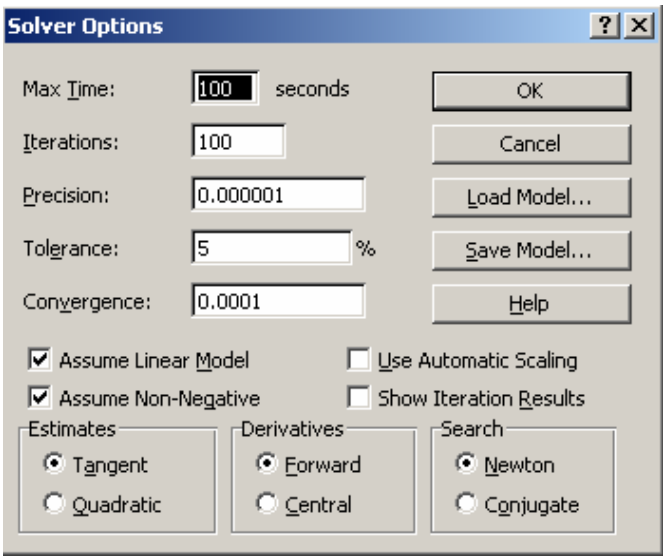 Solver Options
Max Time: 100 seconds OK
Iterations: 100 Cancel
Precision: 0.000001 Load Model...
Tolerance: 5 % Save Model...
Convergence: 0.0001 Help
Assume Linear Model Use Automatic Scaling
Assume Non-Negative Show Iteration Results
Estimates Derivatives Search
Tangent Forward Newton
Quadratic Central Conjugate